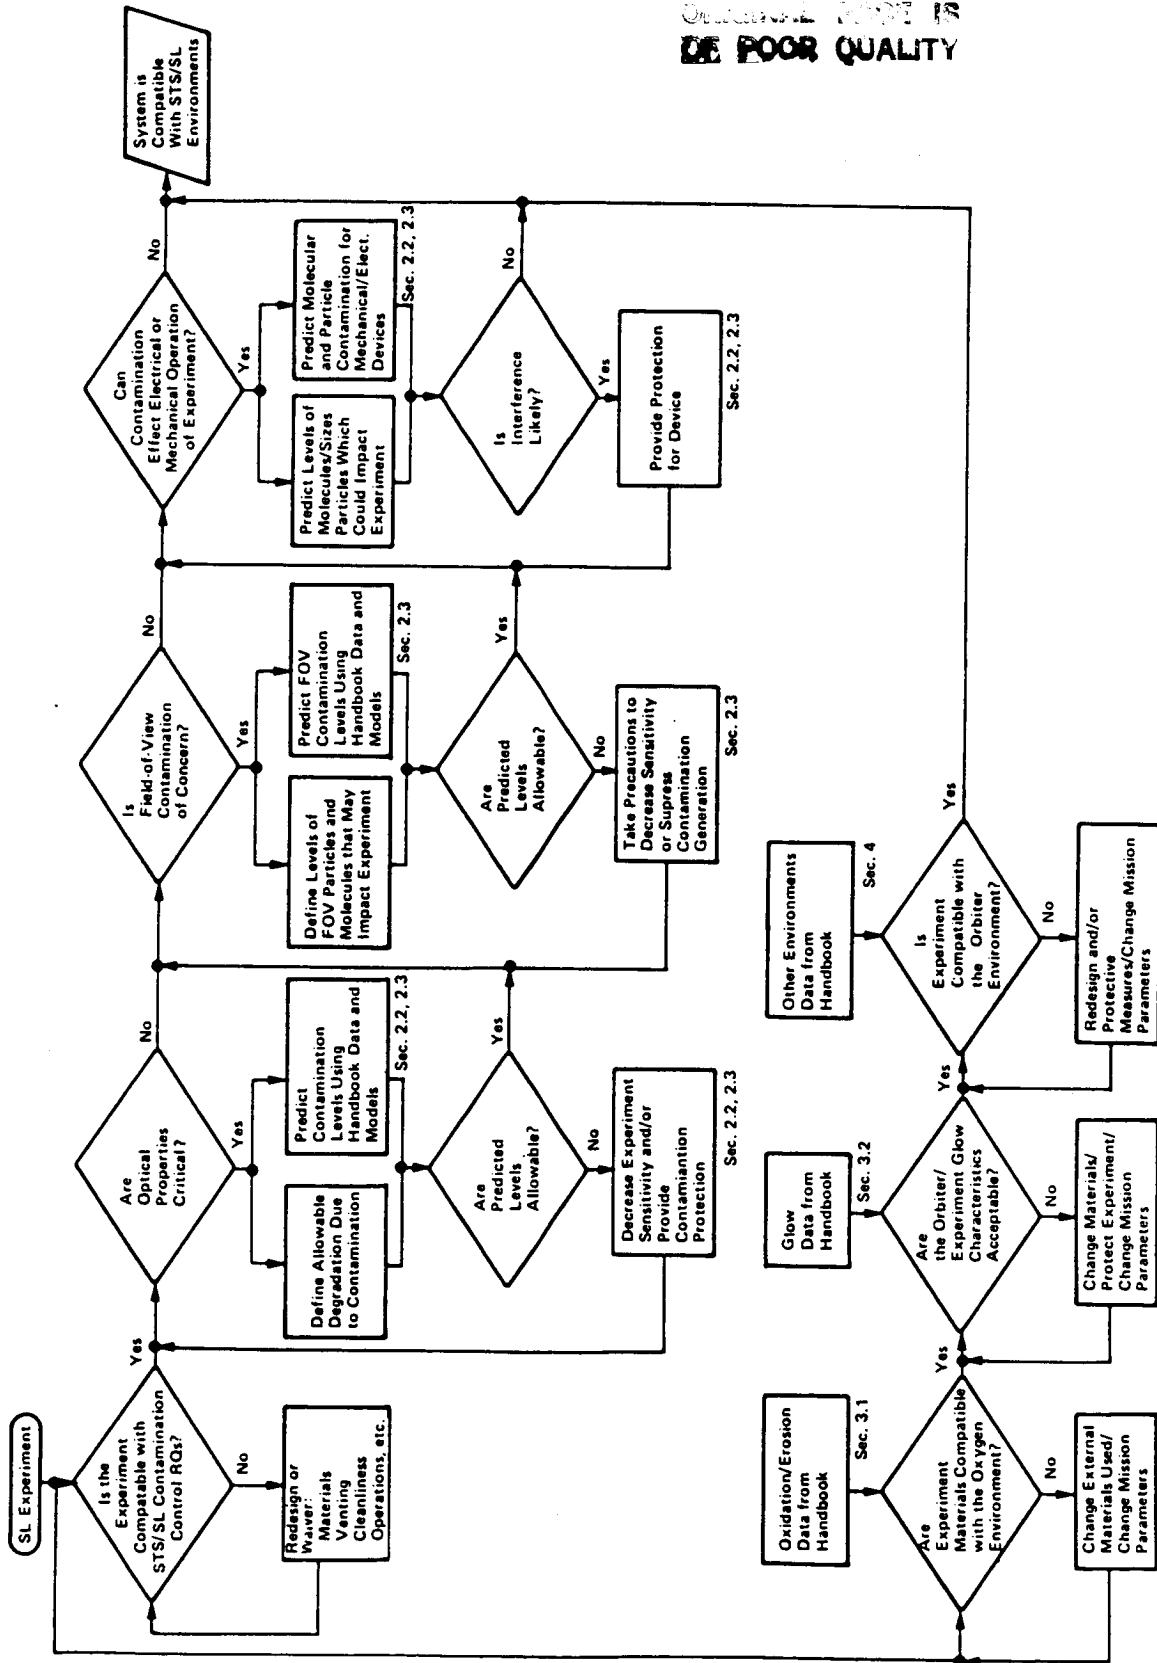 DE POOR QUALITY
SL Experiment
Is the
Experiment
Compatable with
STS/SL Contamination
Control RQs?
Yes
No
Redesign or
Waiver:
Materials
Venting
Cleanliness
Operations, etc.
Are
Optical
Properties
Critical?
No
Yes
Define Allowable
Degradation Due
to Contamination
Predict
Contamination
Levels Using
Handbook Data and
Models
Sec. 2.2, 2.3
Are
Predicted
Levels
Allowable?
Yes
No
Decrease Experiment
Sensitivity and/or
Provide
Contamiantion
Protection
Sec. 2.2, 2.3
Is
Field-of-View
Contamination
of Concern?
No
Yes
Define Levels of
FOV Particles and
Molecules that May
Impact Experiment
Predict FOV
Contamination
Levels Using
Handbook Data and
Models
Sec. 2.3
Are
Predicted
Levels
Allowable?
Yes
No
Take Precautions to
Decrease Sensitivity
or Supress
Contamination
Generation
Sec. 2.3
Can
Contamination
Effect Electrical or
Mechanical Operation
of Experiment?
No
Yes
Predict Levels of
Molecules/Sizes
Particles Which
Could Impact
Experiment
Predict Molecular
and Particle
Contamination for
Mechanical/Elect.
Devices
Sec. 2.2, 2.3
Is
Interference
Likely?
No
Yes
Provide Protection
for Device
Sec. 2.2, 2.3
System is
Compatible
With STS/SL
Environments
Oxidation/Erosion
Data from
Handbook
Sec. 3.1
Are
Experiment
Materials Compatible
with the Oxygen
Environment?
Yes
No
Change External
Materials Used/
Change Mission
Parameters
Glow
Data from
Handbook
Sec. 3.2
Are
the Orbiter/
Experiment Glow
Characteristics
Acceptable?
Yes
No
Change Materials/
Protect Experiment/
Change Mission
Parameters
Other Environments
Data from
Handbook
Sec. 4
Is
Experiment
Compatible with
the Orbiter
Environment?
Yes
No
Redesign and/or
Protective
Measures/Change Mission
Parameters